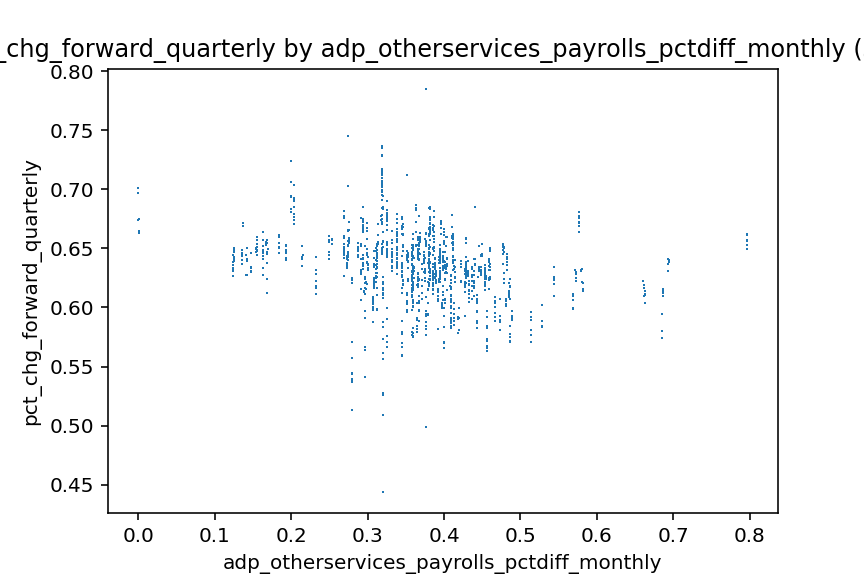 _chg_forward_quarterly by adp_otherservices_payrolls_pctdiff_monthly (
0.80
0.75
0.70
0.65
0.60
0.55
0.50
0.45
pct_chg_forward_quarterly
0.0 0.1 0.2 0.3 0.4 0.5 0.6 0.7 0.8
adp_otherservices_payrolls_pctdiff_monthly